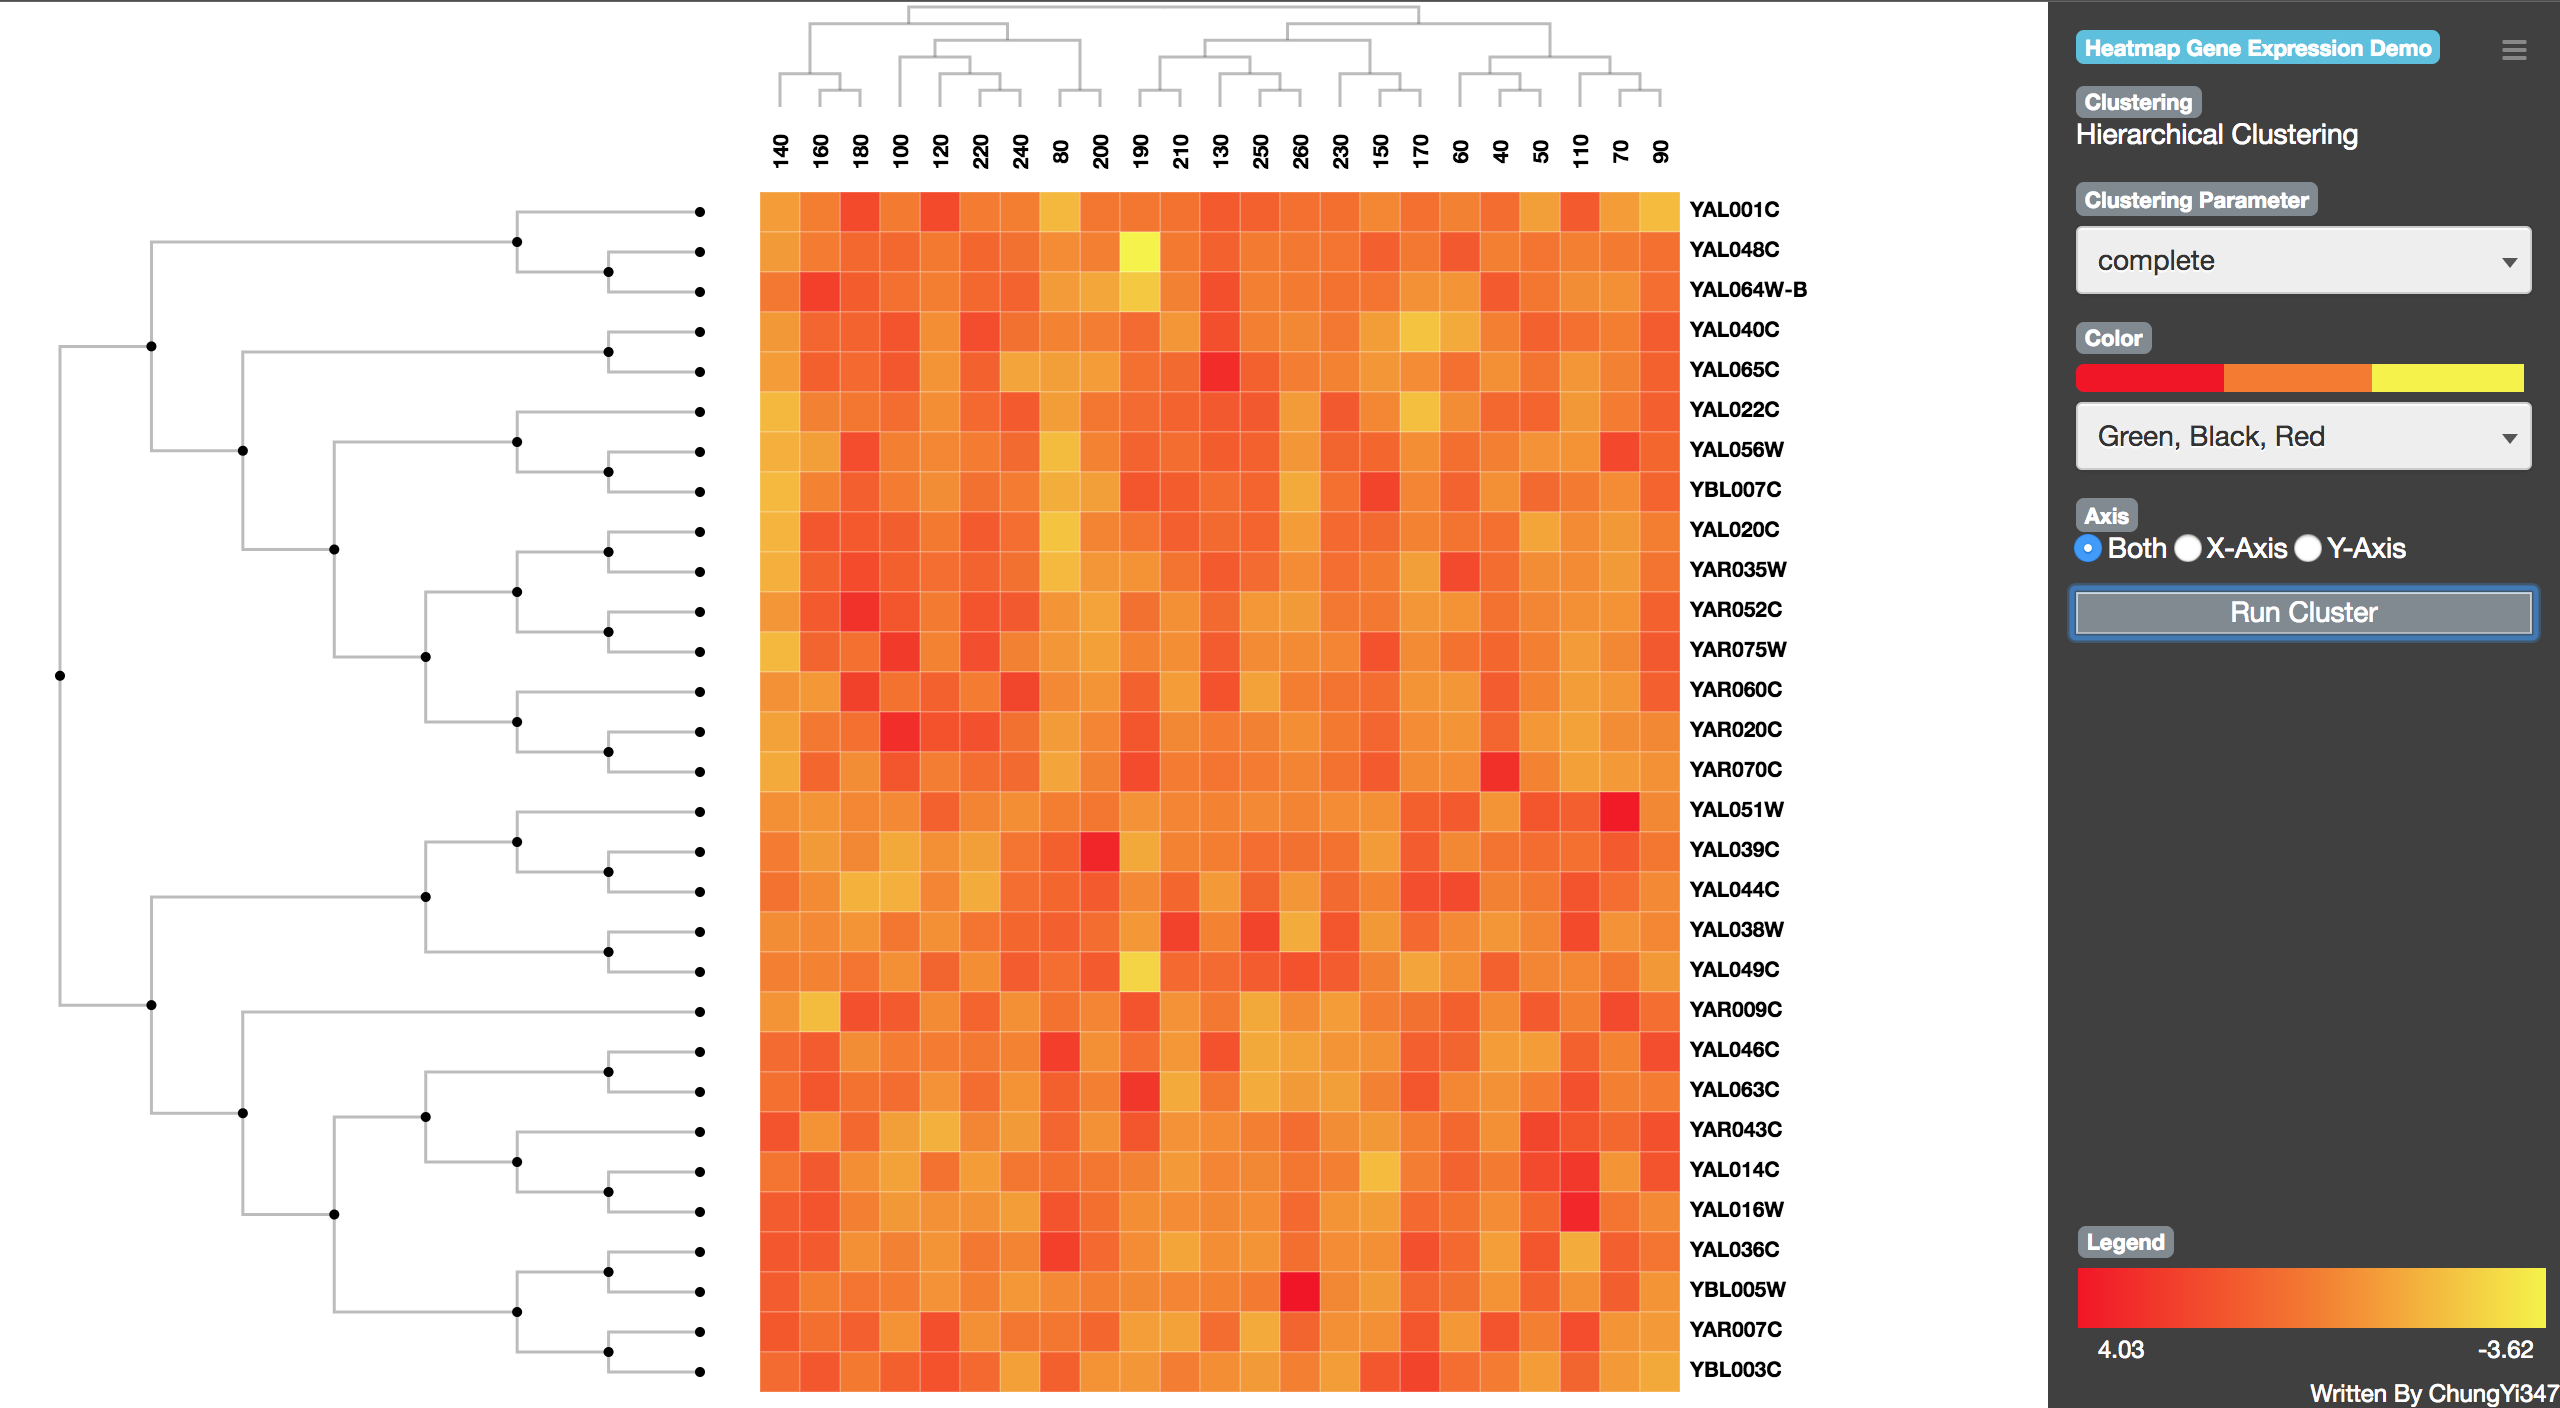 140 160 180 100 120 220 240 80 200 190 210 130 250 260 230 150 170 60 40 50 110 70 90
YAL001C
YAL048C
YAL064W-B
YAL040C
YAL065C
YAL022C
YAL056W
YBL007C
YAL020C
YAR035W
YAR052C
YAR075W
YAR060C
YAR020C
YAR070C
YAL051W
YAL039C
YAL044C
YAL038W
YAL049C
YAR009C
YAL046C
YAL063C
YAR043C
YAL014C
YAL016W
YAL036C
YBL005W
YAR007C
YBL003C
Heatmap Gene Expression Demo
Clustering
Hierarchical Clustering
Clustering Parameter
complete
Color
Green, Black, Red
Axis
Both X-Axis Y-Axis
Run Cluster
Legend
4.03 -3.62
Written By ChungYi347